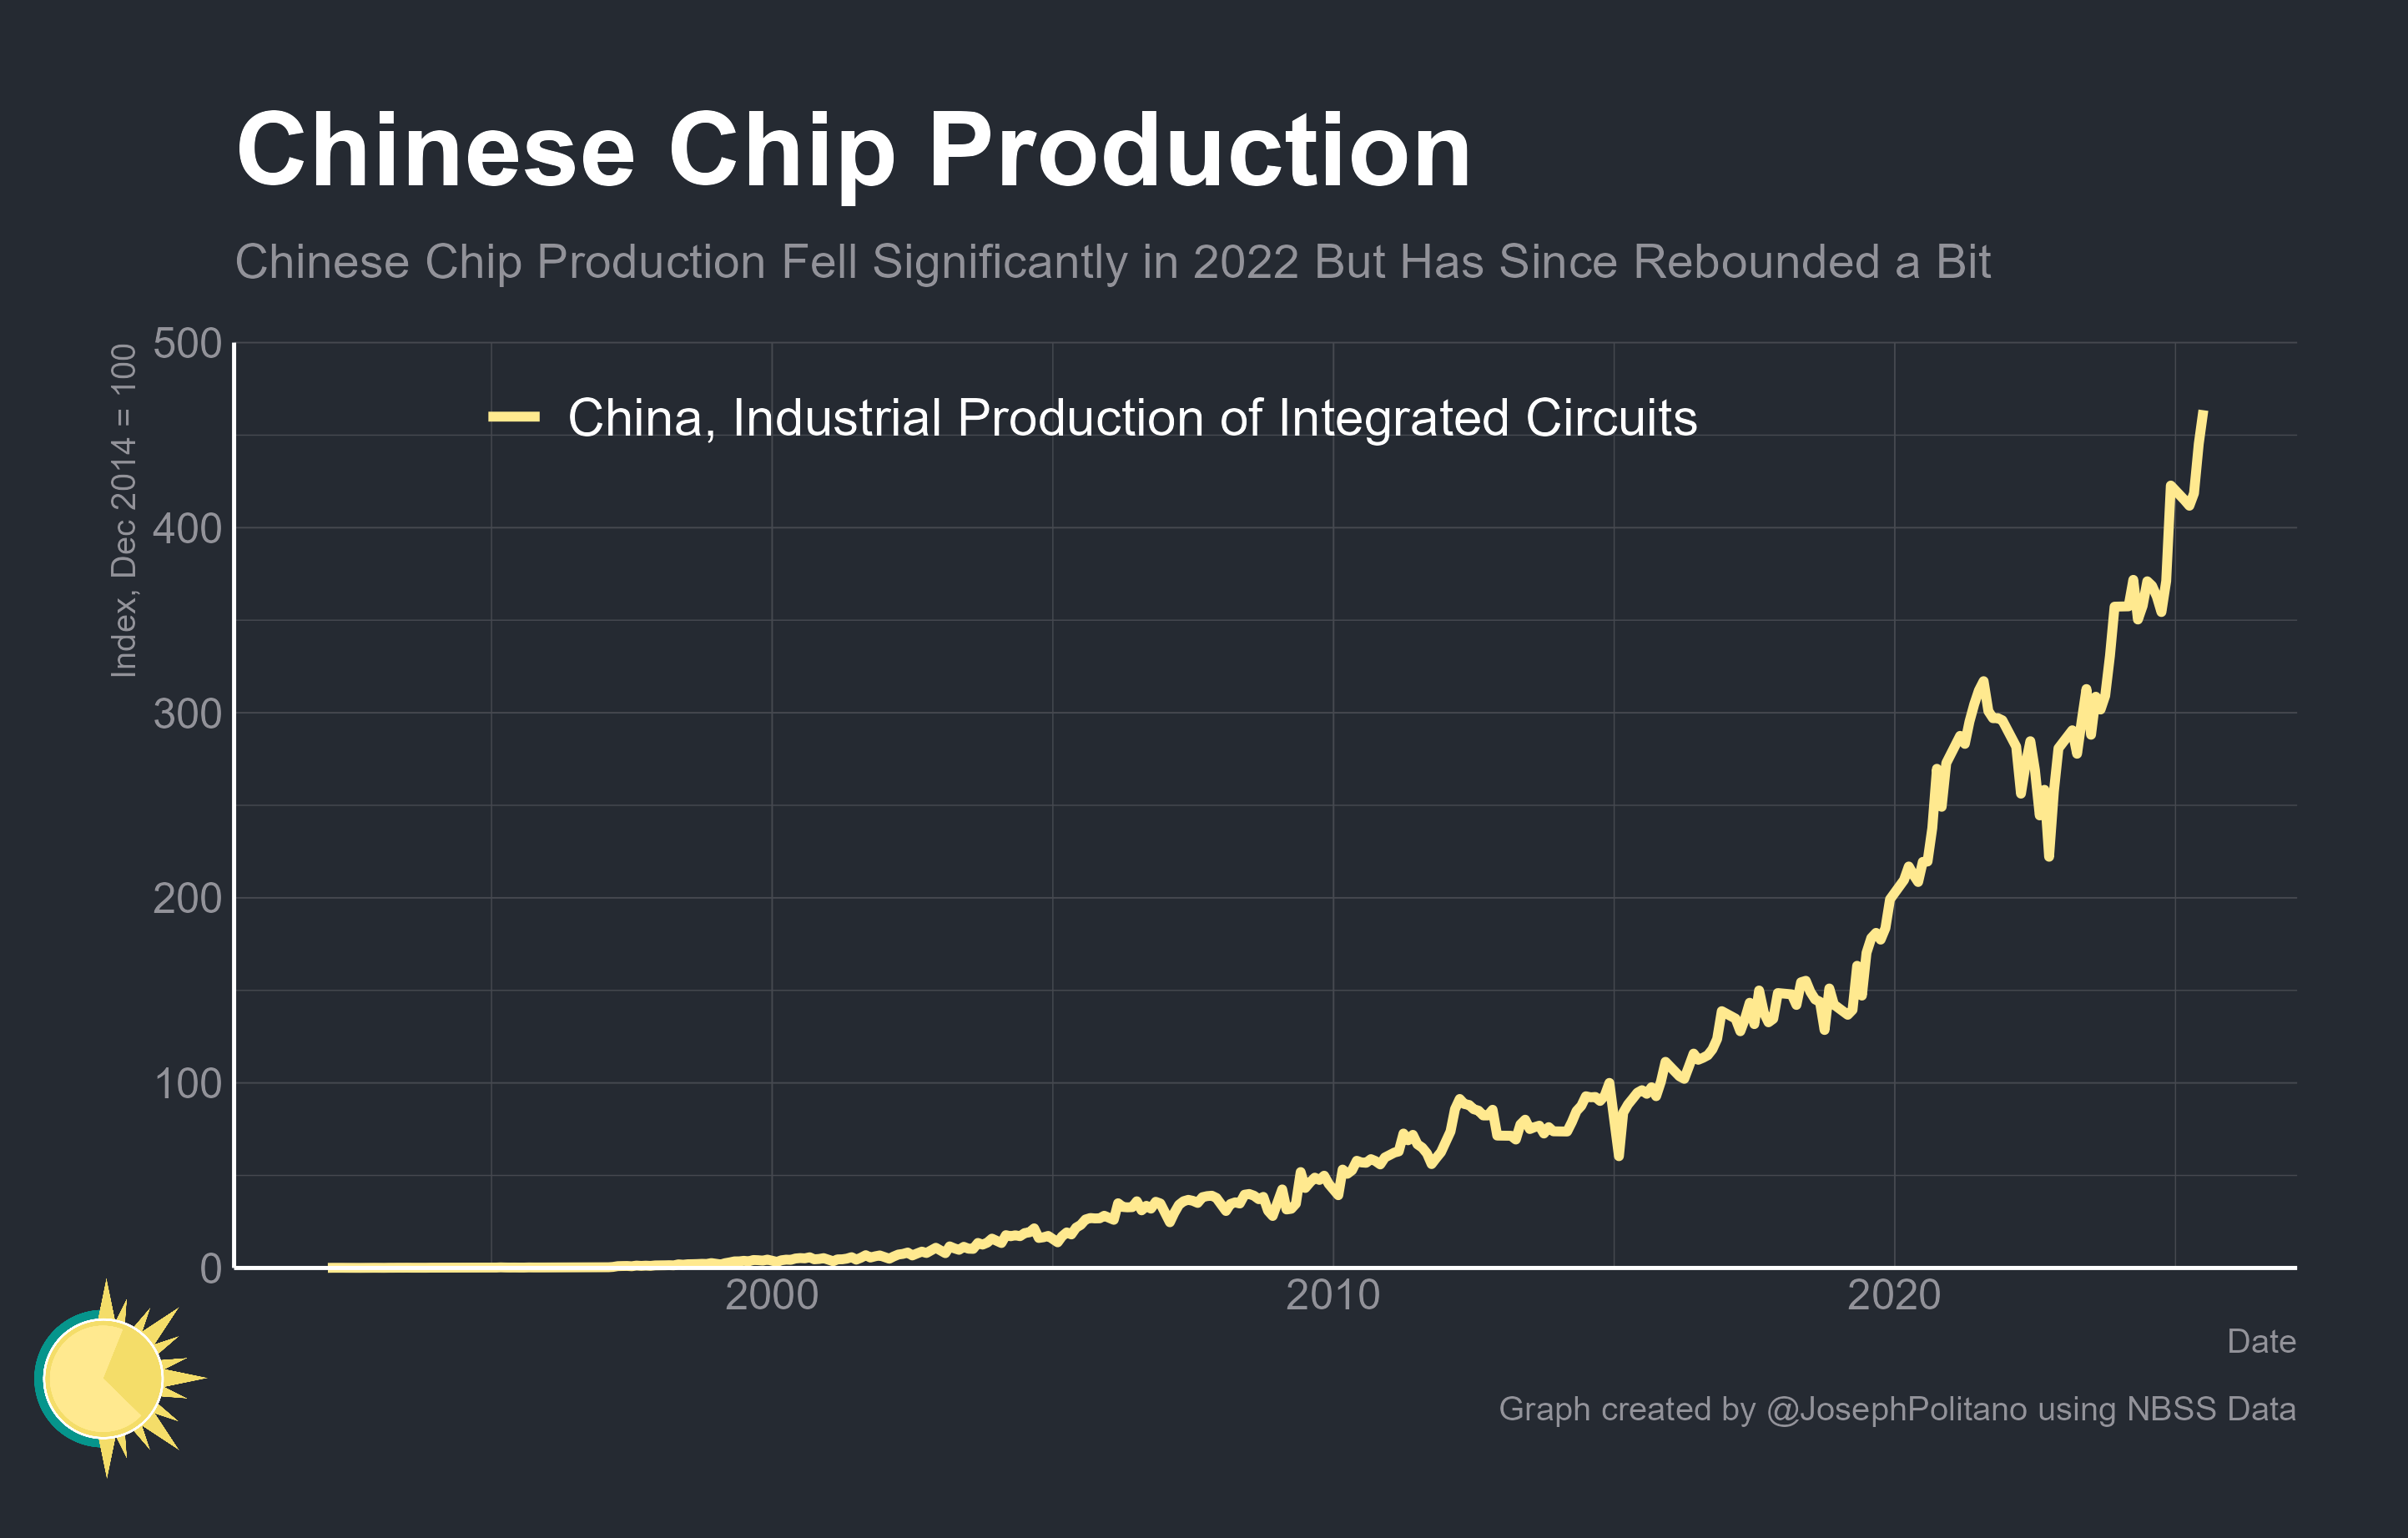 Chinese Chip Production
Chinese Chip Production Fell Significantly in 2022 But Has Since Rebounded a Bit
Index, Dec 2014 = 100
500
400
300
200
100
0
China, Industrial Production of Integrated Circuits
2000
2010
2020
Date
Graph created by @JosephPolitano using NBSS Data